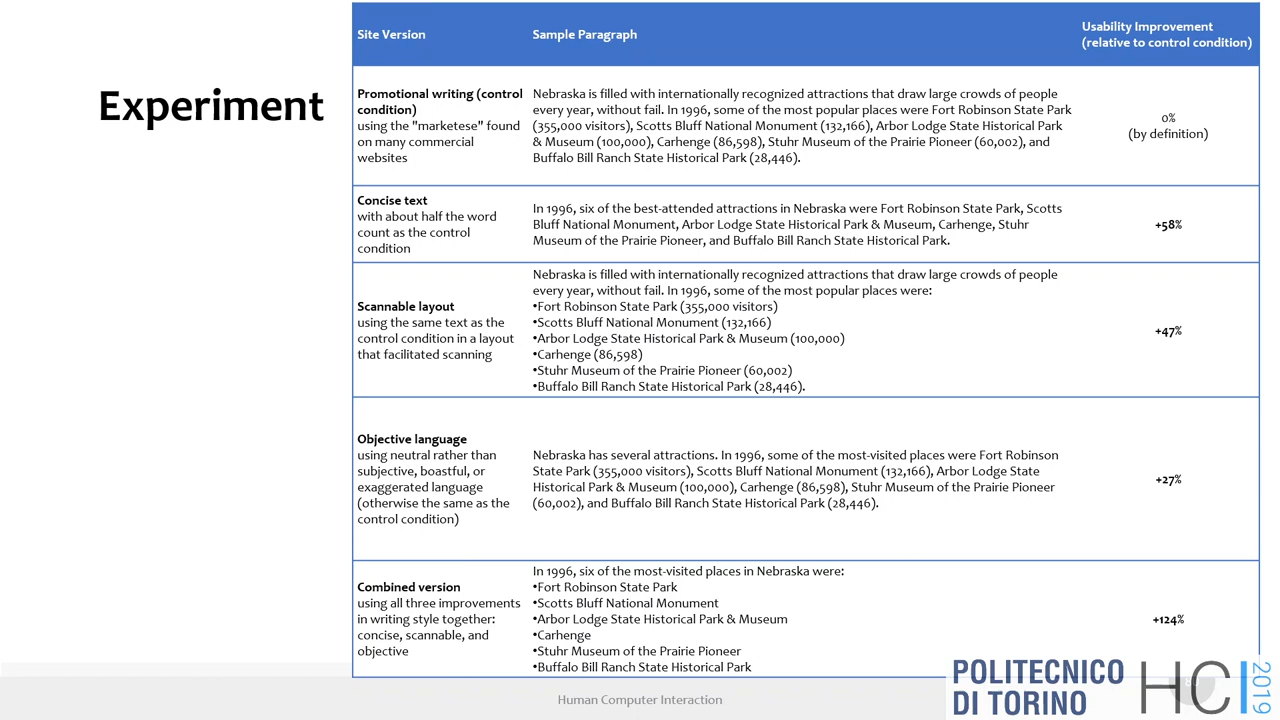 Experiment
Site Version
Sample Paragraph
Usability Improvement
(relative to control condition)
Promotional writing (control
condition)
using the "marketese" found
on many commercial
websites
Nebraska is filled with internationally recognized attractions that draw large crowds of people
every year, without fail. In 1996, some of the most popular places were Fort Robinson State Park
(355,000 visitors), Scotts Bluff National Monument (132,166), Arbor Lodge State Historical Park
& Museum (100,000), Carhenge (86,598), Stuhr Museum of the Prairie Pioneer (60,002), and
Buffalo Bill Ranch State Historical Park (28,446).
0%
(by definition)
Concise text
with about half the word
count as the control
condition
In 1996, six of the best-attended attractions in Nebraska were Fort Robinson State Park, Scotts
Bluff National Monument, Arbor Lodge State Historical Park & Museum, Carhenge, Stuhr
Museum of the Prairie Pioneer, and Buffalo Bill Ranch State Historical Park.
+58%
Scannable layout
using the same text as the
control condition in a layout
that facilitated scanning
Nebraska is filled with internationally recognized attractions that draw large crowds of people
every year, without fail. In 1996, some of the most popular places were:
•Fort Robinson State Park (355,000 visitors)
•Scotts Bluff National Monument (132,166)
•Arbor Lodge State Historical Park & Museum (100,000)
•Carhenge (86,598)
•Stuhr Museum of the Prairie Pioneer (60,002)
•Buffalo Bill Ranch State Historical Park (28,446).
+47%
Objective language
using neutral rather than
subjective, boastful, or
exaggerated language
(otherwise the same as the
control condition)
Nebraska has several attractions. In 1996, some of the most-visited places were Fort Robinson
State Park (355,000 visitors), Scotts Bluff National Monument (132,166), Arbor Lodge State
Historical Park & Museum (100,000), Carhenge (86,598), Stuhr Museum of the Prairie Pioneer
(60,002), and Buffalo Bill Ranch State Historical Park (28,446).
+27%
Combined version
using all three improvements
in writing style together:
concise, scannable, and
objective
In 1996, six of the most-visited places in Nebraska were:
•Fort Robinson State Park
•Scotts Bluff National Monument
•Arbor Lodge State Historical Park & Museum
•Carhenge
•Stuhr Museum of the Prairie Pioneer
•Buffalo Bill Ranch State Historical Park
+124%
Human Computer Interaction
POLITECNICO
DI TORINO
HCI
2019